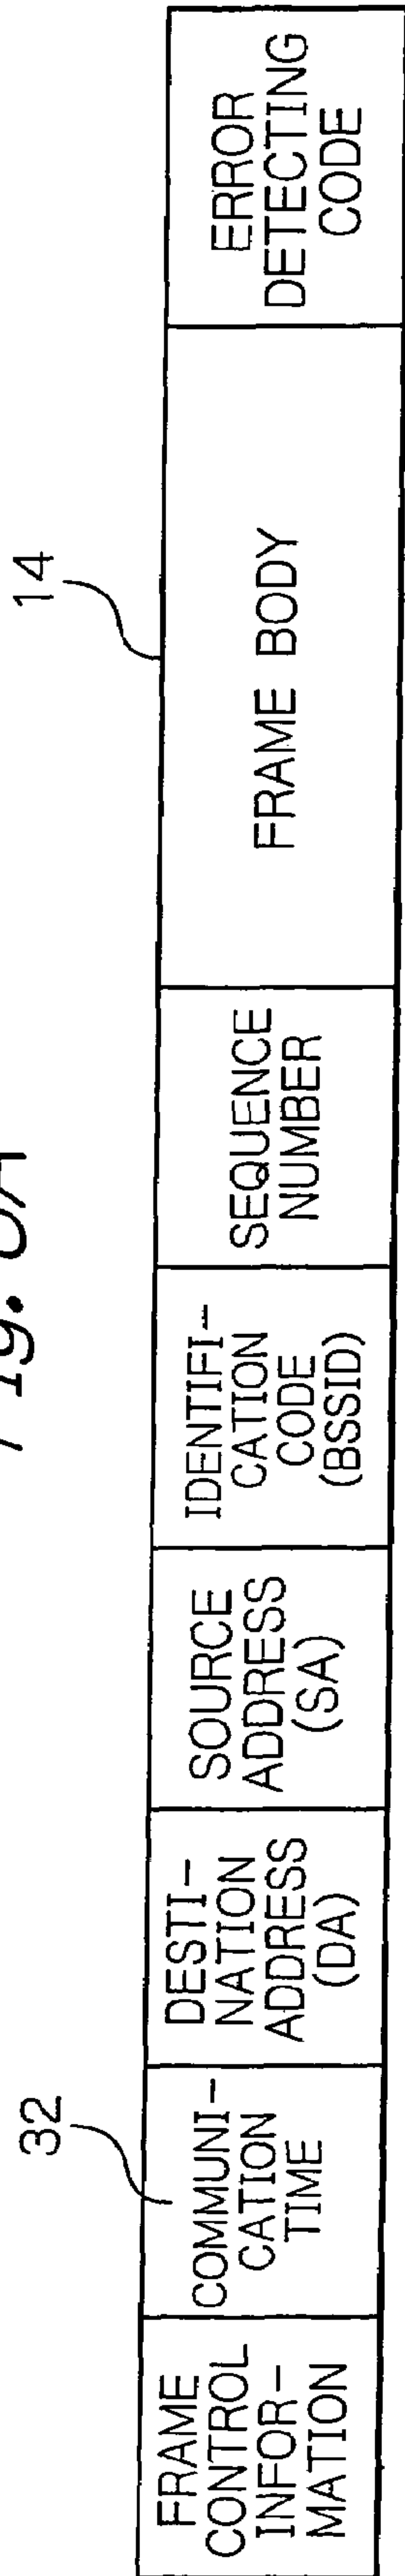 Fig.
32
14
FRAME
CONTROL
INFOR-
MATION
COMMUNI-
CATION
TIME
DESTI-
NATION
ADDRESS
(DA)
SOURCE
ADDRESS
(SA)
IDENTIFI-
CATION
CODE
(BSSID)
SEQUENCE
NUMBER
FRAME BODY
ERROR
DETECTING
CODE